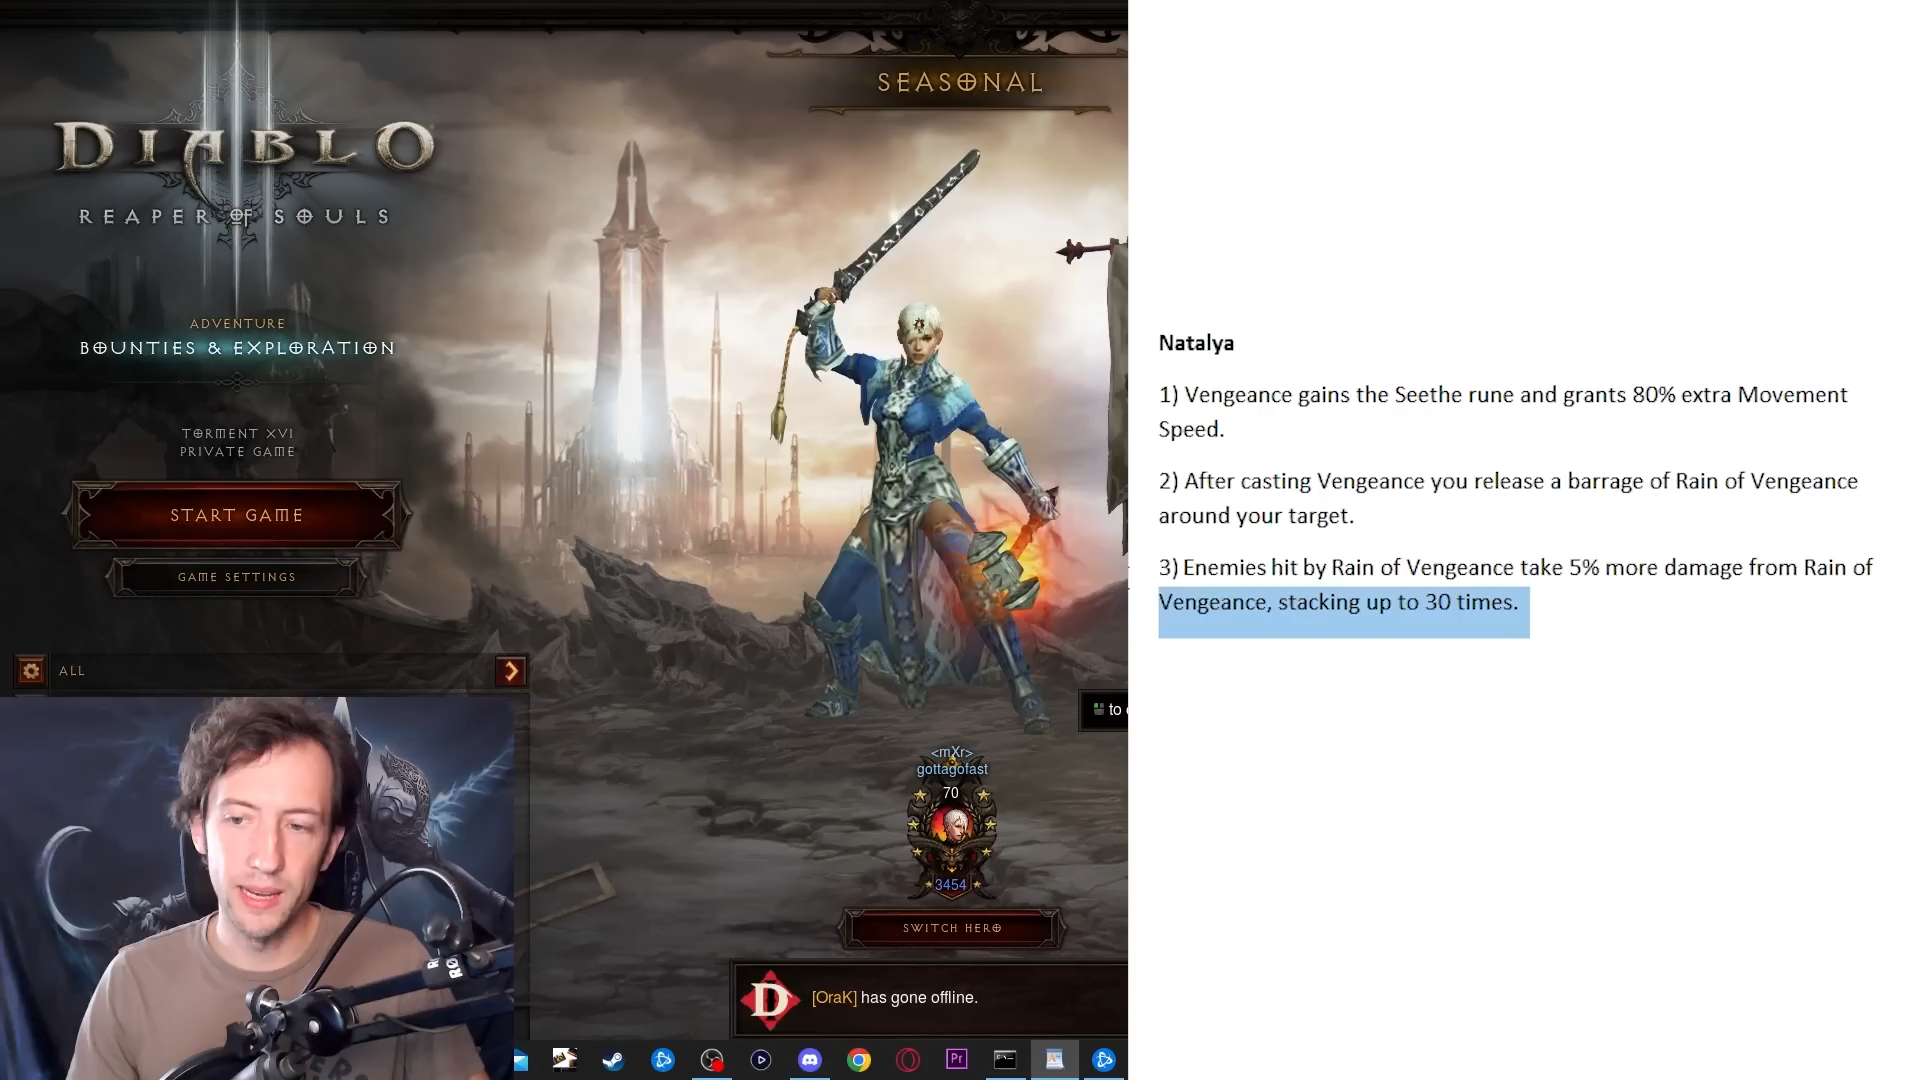 SEASONAL
DIABLO
III
REAPER OF SOULS
ADVENTURE
BOUNTIES & EXPLORATION
TORMENT XVI
PRIVATE GAME
START GAME
GAME SETTINGS
ALL
to
<mXr>
gottagofast
70
3454
SWITCH HERO
D
[OraK] has gone offline.
Pr
Natalya
1) Vengeance gains the Seethe rune and grants 80% extra Movement
Speed.
2) After casting Vengeance you release a barrage of Rain of Vengeance
around your target.
3) Enemies hit by Rain of Vengeance take 5% more damage from Rain of
Vengeance, stacking up to 30 times.